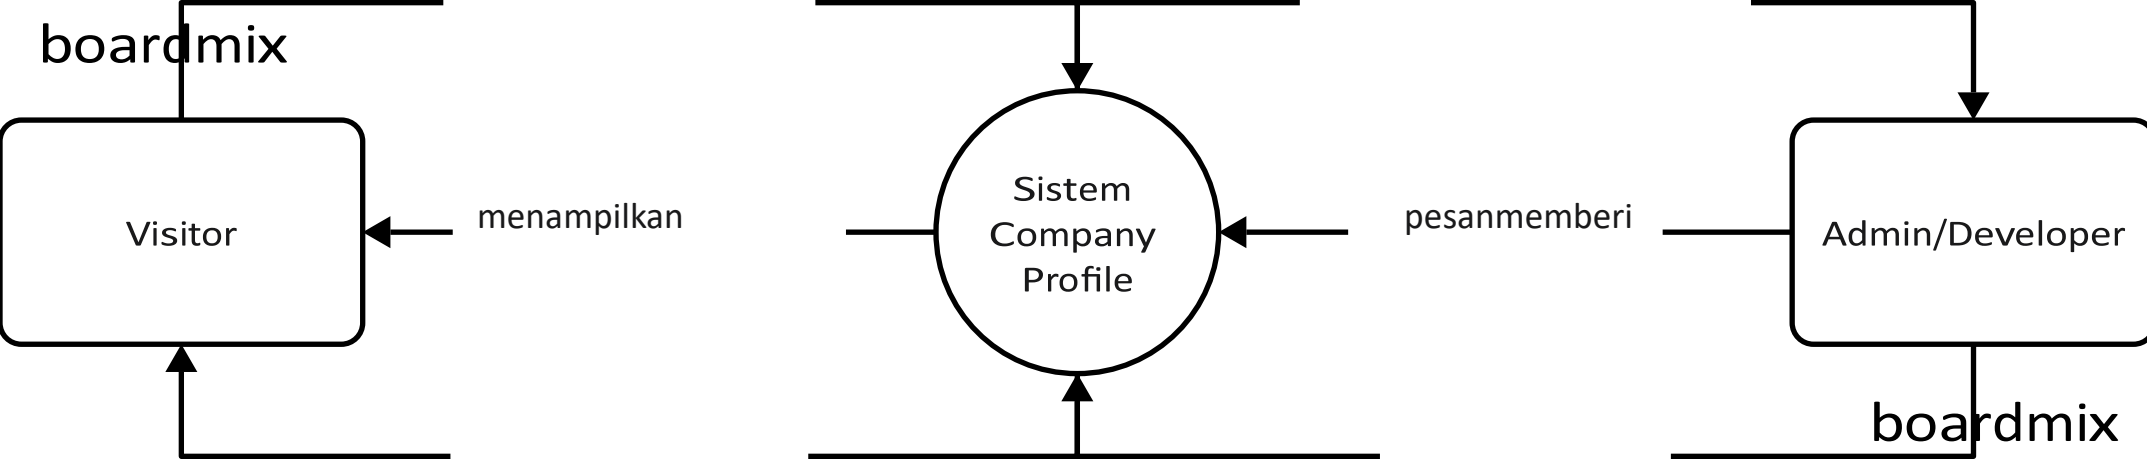 boardmix
Visitor
menampilkan
Sistem
Company
Profile
pesanmemberi
Admin/Developer
boardmix